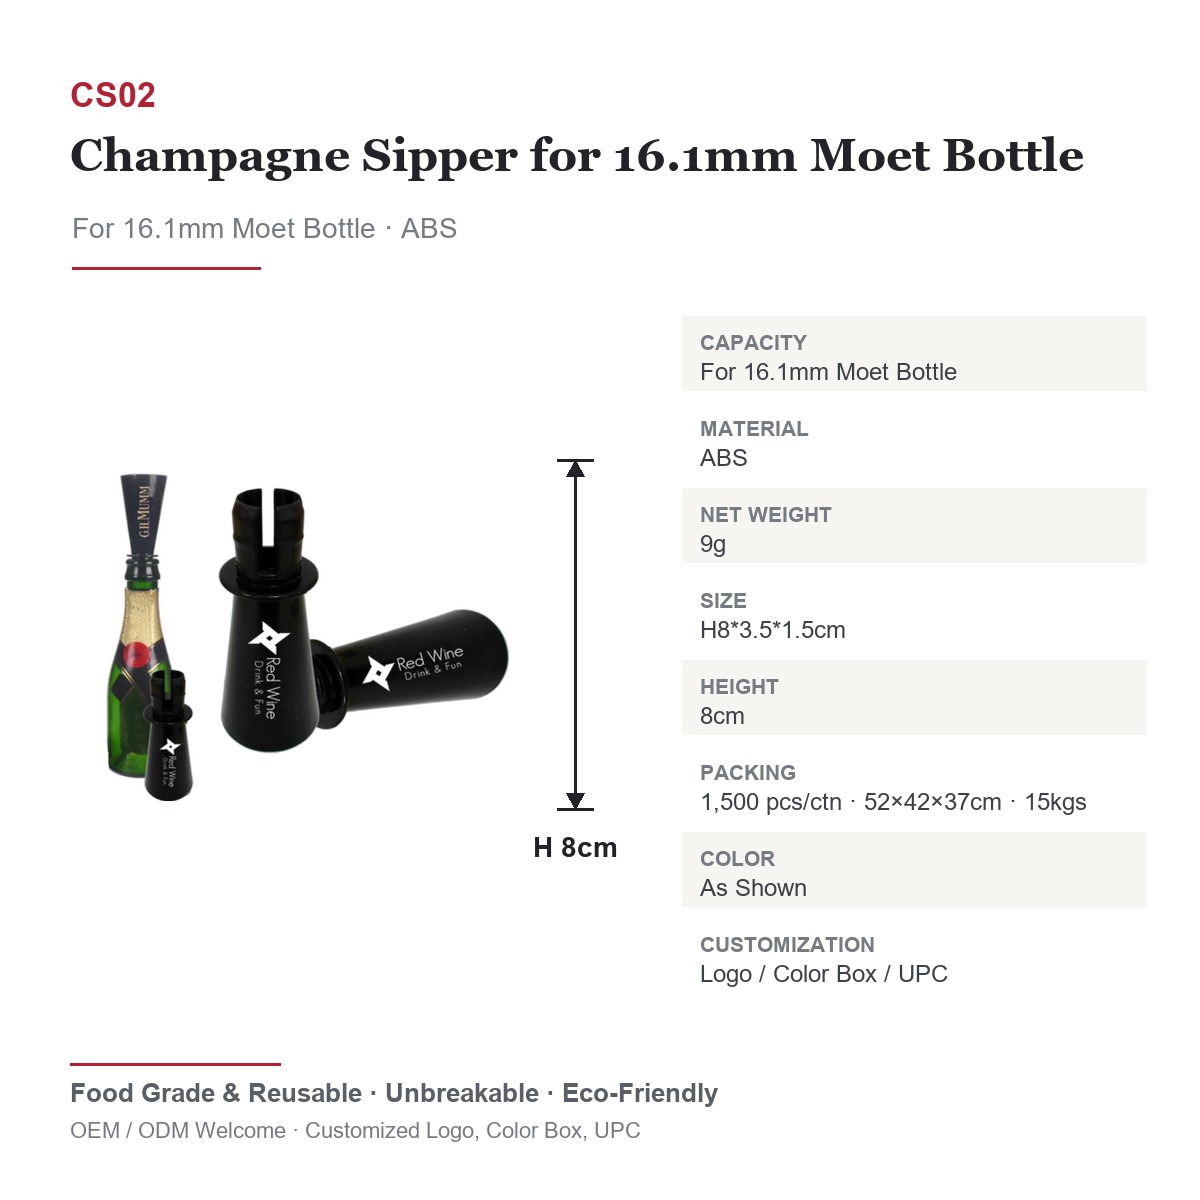 CS02
Champagne Sipper for 16.1mm Moet Bottle
For 16.1mm Moet Bottle · ABS
G.H.MUMM
Red Wine
Drink & Fun
Red Wine
Drink & Fun
Red Wine
Drink & Fun
H 8cm
CAPACITY
For 16.1mm Moet Bottle
MATERIAL
ABS
NET WEIGHT
9g
SIZE
H8*3.5*1.5cm
HEIGHT
8cm
PACKING
1,500 pcs/ctn · 52×42×37cm · 15kgs
COLOR
As Shown
CUSTOMIZATION
Logo / Color Box / UPC
Food Grade & Reusable · Unbreakable · Eco-Friendly
OEM / ODM Welcome · Customized Logo, Color Box, UPC